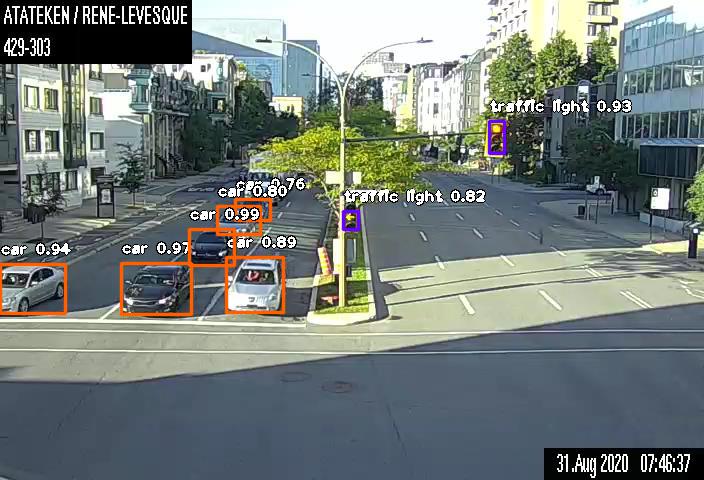 ATATEKEN / RENE-LEVESQUE
429-303
traffic light 0.93
car 0.76
car 0.80
traffic light 0.82
car 0.99
car 0.94
car 0.97
car 0.89
31.Aug 2020 07:46:37